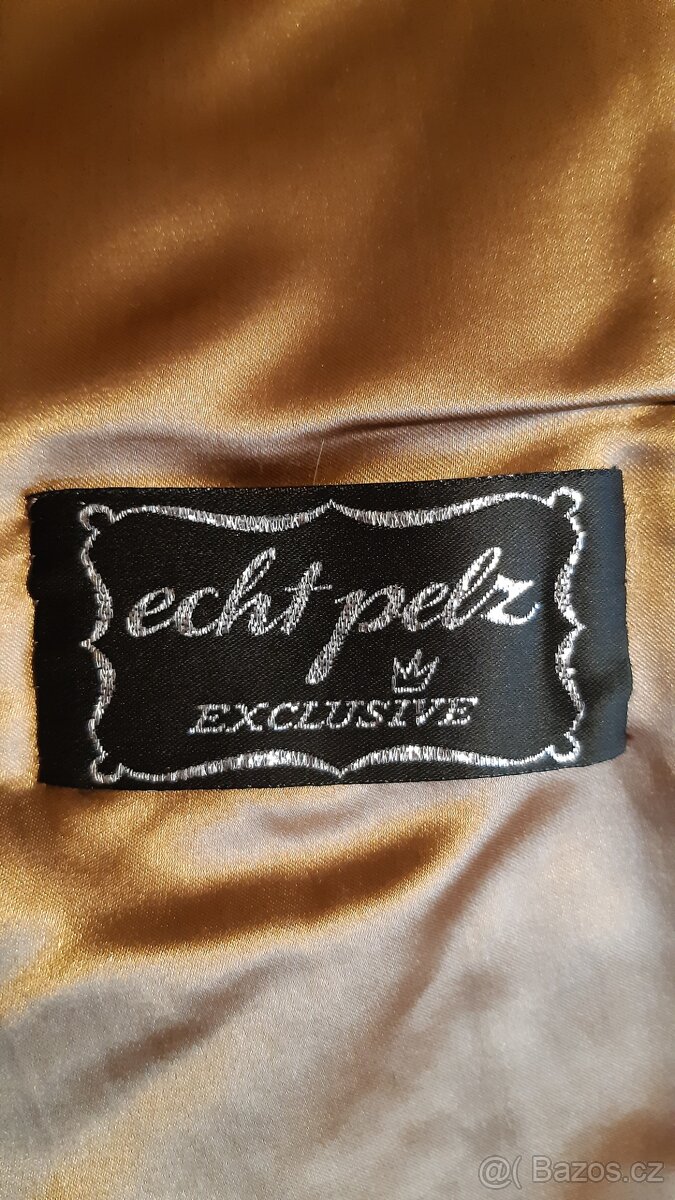 echt pelz
EXCLUSIVE
@( Bazos.cz